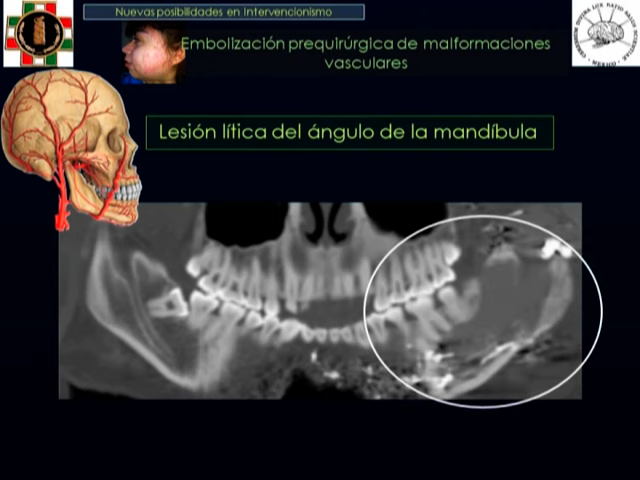 Nuevas posibilidades en Intervencionismo
Embolización prequirúrgica de malformaciones
vasculares
Lesión lítica del ángulo de la mandíbula